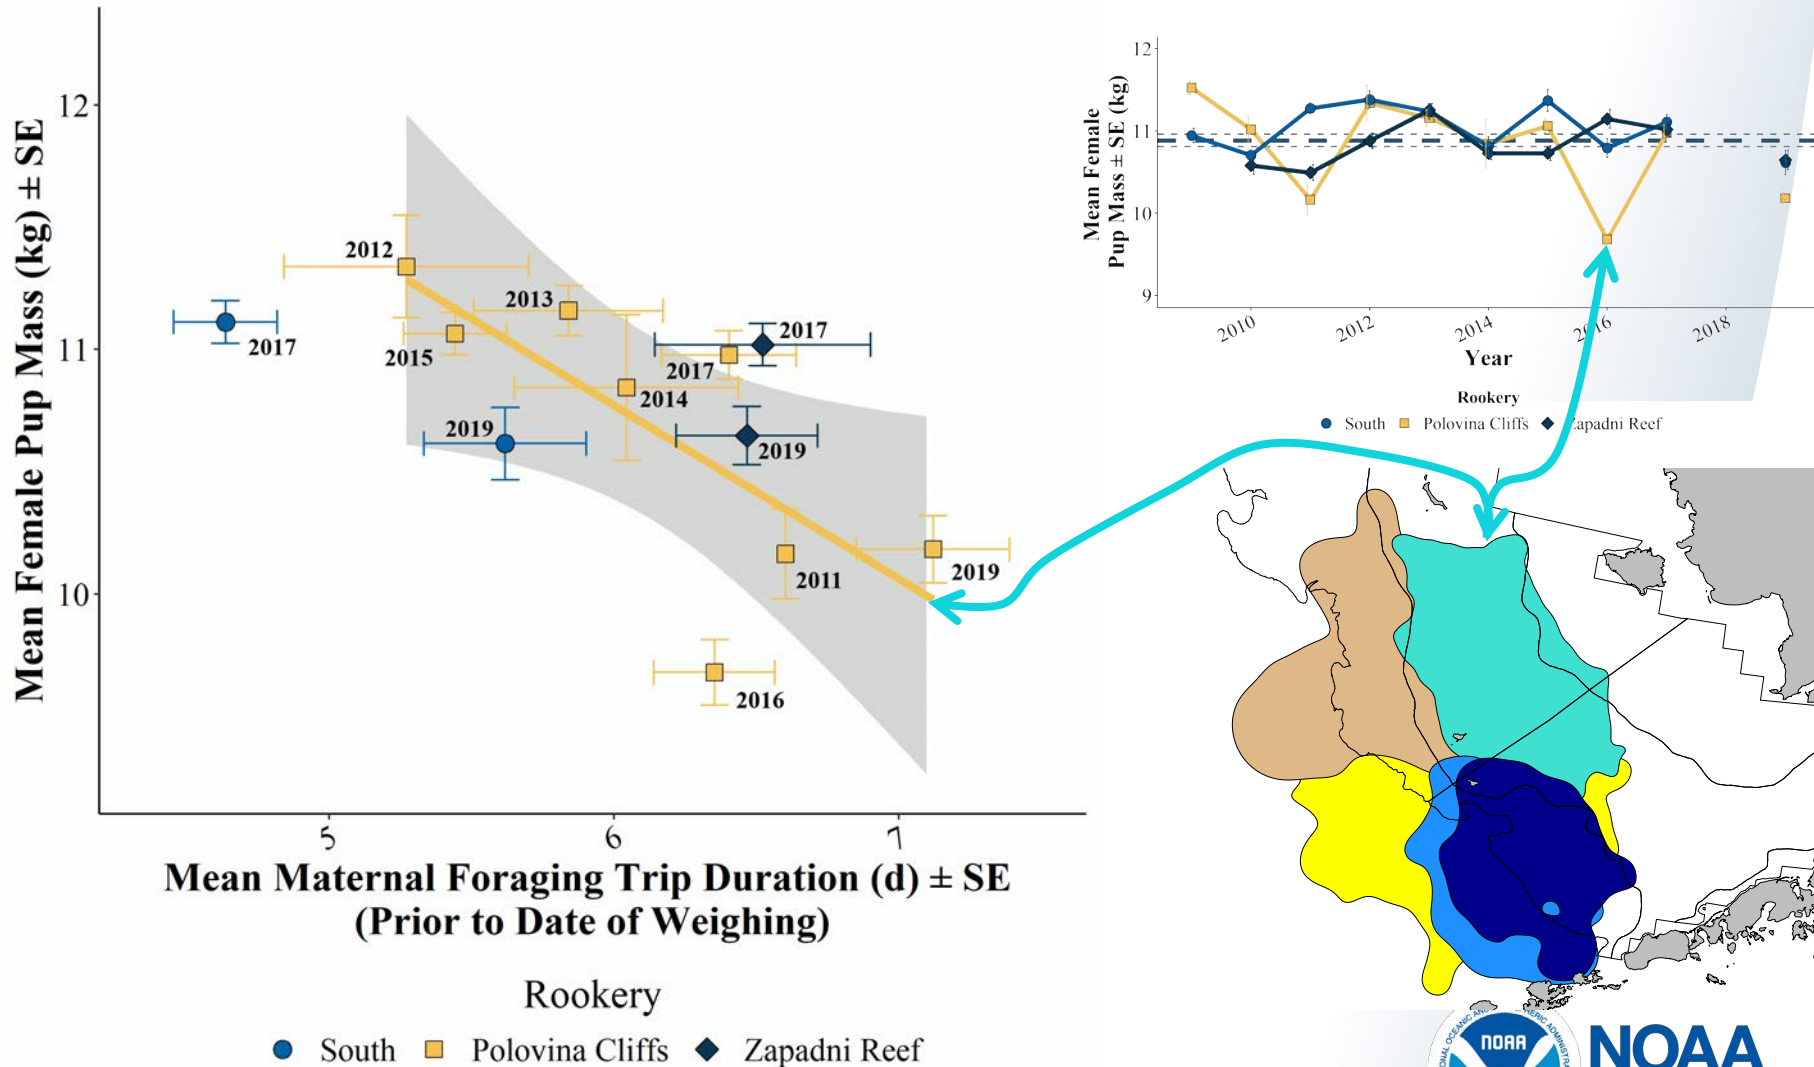 Mean Female Pup Mass (kg) ± SE
12
11
10
2012
2017
2015
2013
2017
2017
2014
2019
2019
2011
2019
2016
5
6
7
Mean Maternal Foraging Trip Duration (d) ± SE
(Prior to Date of Weighing)
Rookery
South
Polovina Cliffs
Zapadni Reef
Mean Female
Pup Mass ± SE (kg)
12
11
10
9
2010
2012
2014
2016
2018
Year
Rookery
South
Polovina Cliffs
Zapadni Reef
NOAA
NOAA